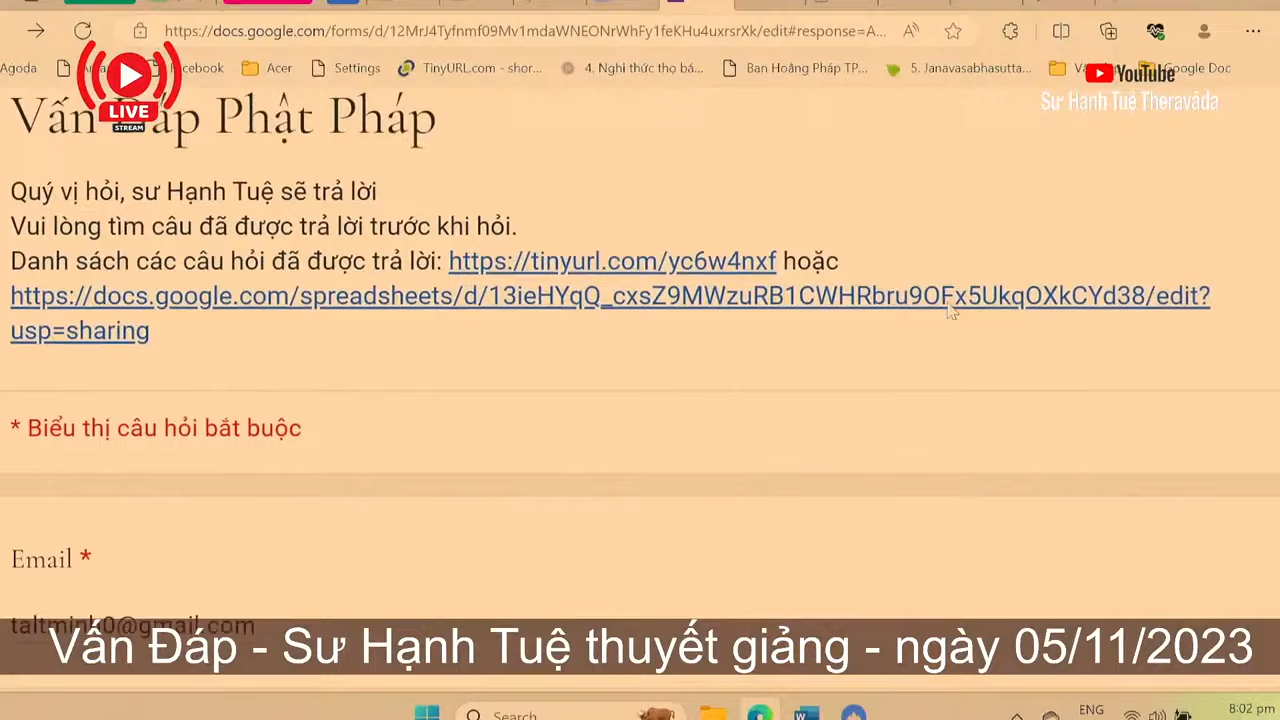 https://docs.google.com/forms/d/12MrJ4Tyfnmf09Mv1mdaWNEONrWhFy1feKHu4uxrsrXk/edit#response=A...
Agoda
Facebook
Acer
Settings
TinyURL.com - shor...
4. Nghi thức thọ bá...
Ban Hoằng Pháp TP...
5. Janavasabhasutta...
Google Doc
LIVE
STREAM
YouTube
Sư Hạnh Tuệ Theravāda
Vấn Đáp Phật Pháp
Quý vị hỏi, sư Hạnh Tuệ sẽ trả lời
Vui lòng tìm câu đã được trả lời trước khi hỏi.
Danh sách các câu hỏi đã được trả lời: https://tinyurl.com/yc6w4nxf hoặc
https://docs.google.com/spreadsheets/d/13ieHYqQ_cxsZ9MWzuRB1CWHRbru9OFx5UkqOXkCYd38/edit?
usp=sharing
* Biểu thị câu hỏi bắt buộc
Email *
Vấn Đáp - Sư Hạnh Tuệ thuyết giảng - ngày 05/11/2023
Search
ENG
8:02 pm